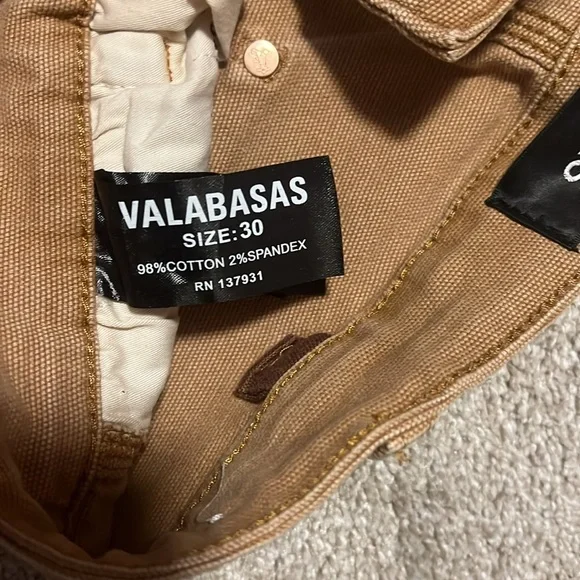 VALABASAS
SIZE:30
98%COTTON 2%SPANDEX
RN 137931